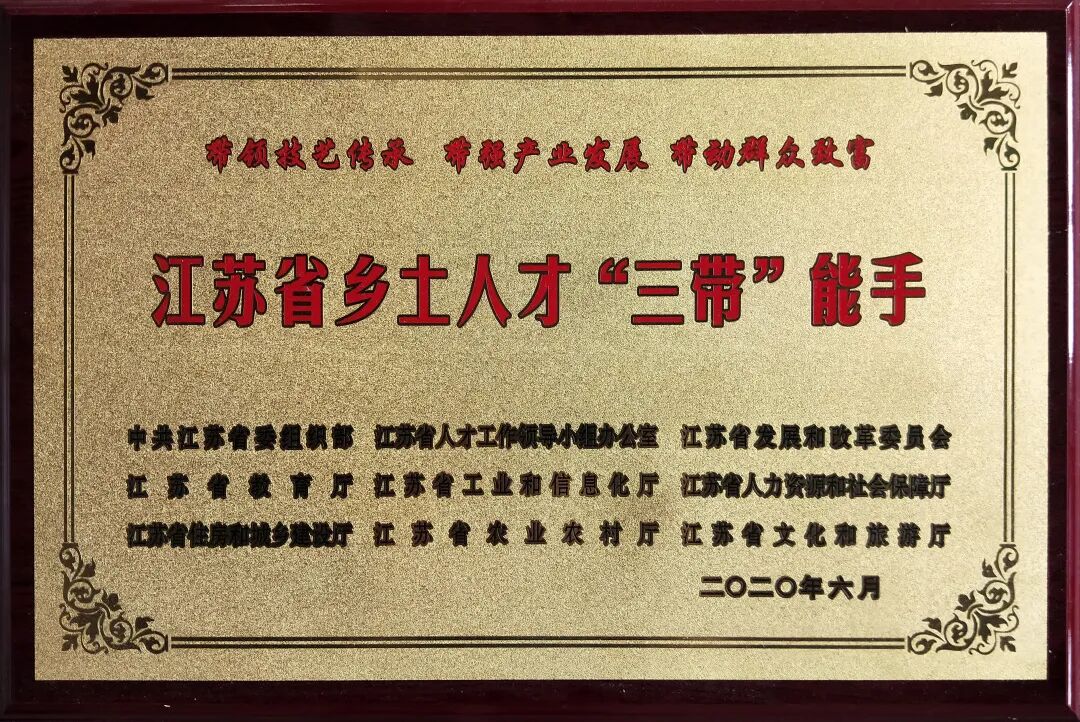 带领技艺传承 带强产业发展 带动群众致富
江苏省乡土人才“三带”能手
中共江苏省委组织部 江苏省人才工作领导小组办公室 江苏省发展和改革委员会
江苏省教育厅 江苏省工业和信息化厅 江苏省人力资源和社会保障厅
江苏省住房和城乡建设厅 江苏省农业农村厅 江苏省文化和旅游厅
二〇二〇年六月